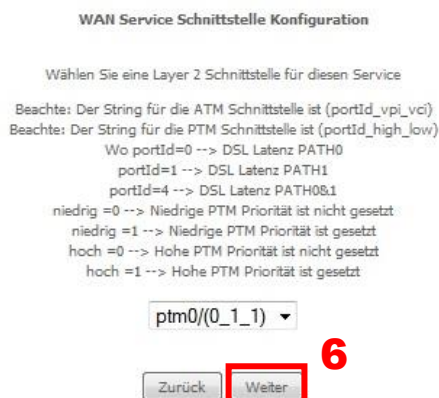 WAN Service Schnittstelle Konfiguration
Wählen Sie eine Layer 2 Schnittstelle für diesen Service
Beachte: Der String für die ATM Schnittstelle ist (portId_vpi_vci)
Beachte: Der String für die PTM Schnittstelle ist (portId_high_low)
Wo portId=0 --> DSL Latenz PATH0
portId=1 --> DSL Latenz PATH1
portId=4 --> DSL Latenz PATH0&1
niedrig =0 --> Niedrige PTM Priorität ist nicht gesetzt
niedrig =1 --> Niedrige PTM Priorität ist gesetzt
hoch =0 --> Hohe PTM Priorität ist nicht gesetzt
hoch =1 --> Hohe PTM Priorität ist gesetzt
ptm0/(0_1_1)
6
Zurück Weiter